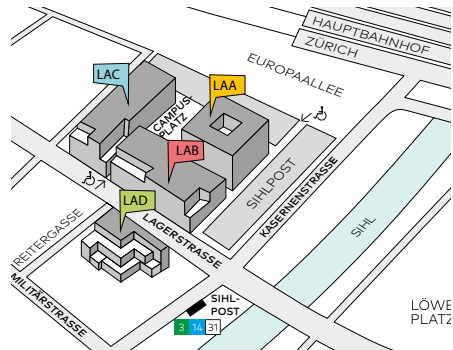 HAUPTBAHNHOF
ZÜRICH
EUROPAALLEE
LAC
LAA
CAMPUS-
PLATZ
LAB
SIHLPOST
KASERNENSTRASSE
LAD
LAGERSTRASSE
SIHL
REITERGASSE
MILITÄRSTRASSE
SIHL-
POST
3 14 31
LÖWE
PLATZ